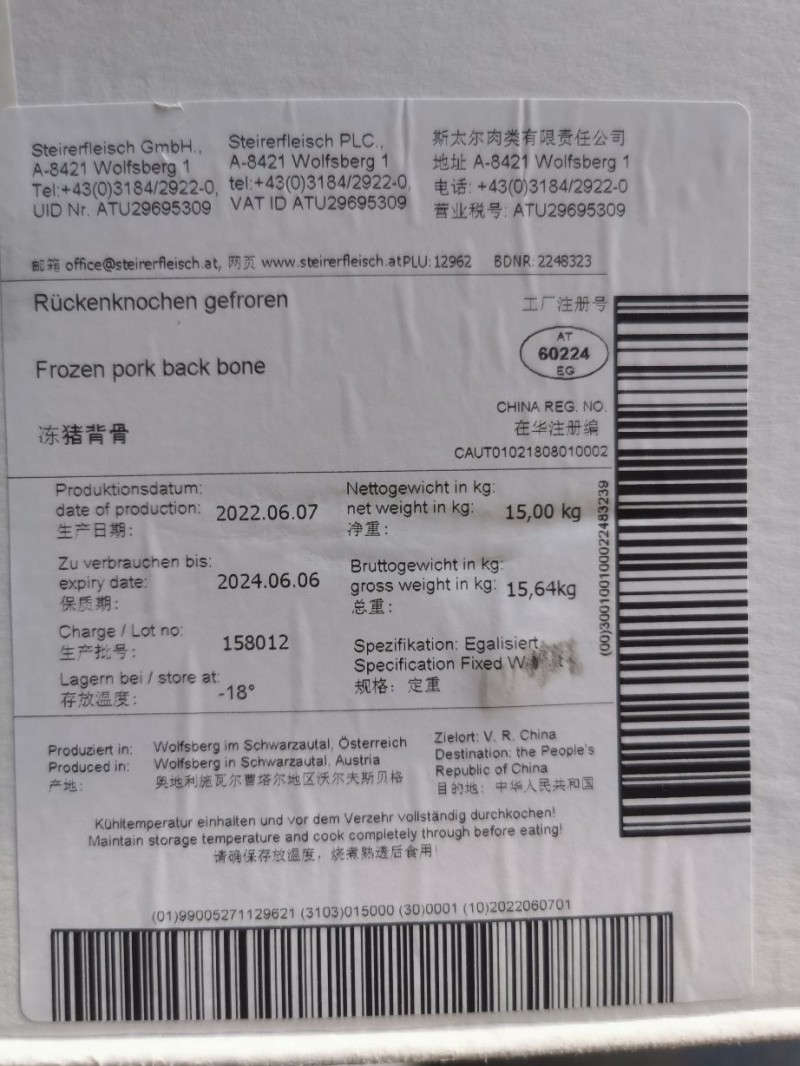 Steirerfleisch GmbH.,
A-8421 Wolfsberg 1
Tel:+43(0)3184/2922-0,
UID Nr. ATU29695309
Steirerfleisch PLC.,
A-8421 Wolfsberg 1
tel:+43(0)3184/2922-0,
VAT ID ATU29695309
斯太尔肉类有限责任公司
地址 A-8421 Wolfsberg 1
电话: +43(0)3184/2922-0
营业税号: ATU29695309
邮箱 office@steirerfleisch.at, 网页 www.steirerfleisch.atPLU: 12962 BDNR: 2248323
Rückenknochen gefroren
Frozen pork back bone
冻猪背骨
工厂注册号
AT
60224
EG
CHINA REG. NO.
在华注册编
CAUT01021808010002
Produktionsdatum:
date of production: 2022.06.07
生产日期:
Zu verbrauchen bis:
expiry date: 2024.06.06
保质期:
Charge / Lot no: 158012
生产批号:
Lagern bei / store at: -18°
存放温度:
Nettogewicht in kg:
net weight in kg: 15,00 kg
净重:
Bruttogewicht in kg:
gross weight in kg: 15,64kg
总重:
Spezifikation: Egalisiert
Specification Fixed
规格: 定重
(00)300100100022483239
Produziert in: Wolfsberg im Schwarzautal, Österreich
Produced in: Wolfsberg in Schwarzautal, Austria
产地: 奥地利施瓦尔曹塔尔地区沃尔夫斯贝格
Zielort: V. R. China
Destination: the People's
Republic of China
目的地: 中华人民共和国
Kühltemperatur einhalten und vor dem Verzehr vollständig durchkochen!
Maintain storage temperature and cook completely through before eating!
请确保存放温度，烧煮熟透后食用!
(01)99005271129621 (3103)015000 (30)0001 (10)2022060701